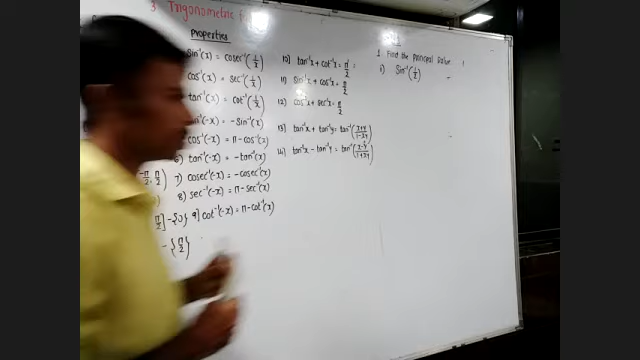 3 Trigonometric
Properties
sin⁻¹(x) = cosec⁻¹(1/x)
cos⁻¹(x) = sec⁻¹(1/x)
tan⁻¹(x) = cot⁻¹(1/x)
sin⁻¹(-x) = -sin⁻¹(x)
cos⁻¹(-x) = π-cos⁻¹(x)
6) tan⁻¹(-x) = -tan⁻¹(x)
-π/2, π/2) 7) cosec⁻¹(-x) = -cosec⁻¹(x)
8) sec⁻¹(-x) = π-sec⁻¹(x)
π/2] - {0} 9] cot⁻¹(-x) = π-cot⁻¹(x)
- {π/2}
10) tan⁻¹x + cot⁻¹x = π/2 =
11) sin⁻¹x + cos⁻¹x = π/2
12) + sec⁻¹x = π/2
13) tan⁻¹x + tan⁻¹y = tan⁻¹(x+y/1-xy)
14) tan⁻¹x - tan⁻¹y = tan⁻¹(x-y/1+xy)
1 Find the principal value
i) sin⁻¹